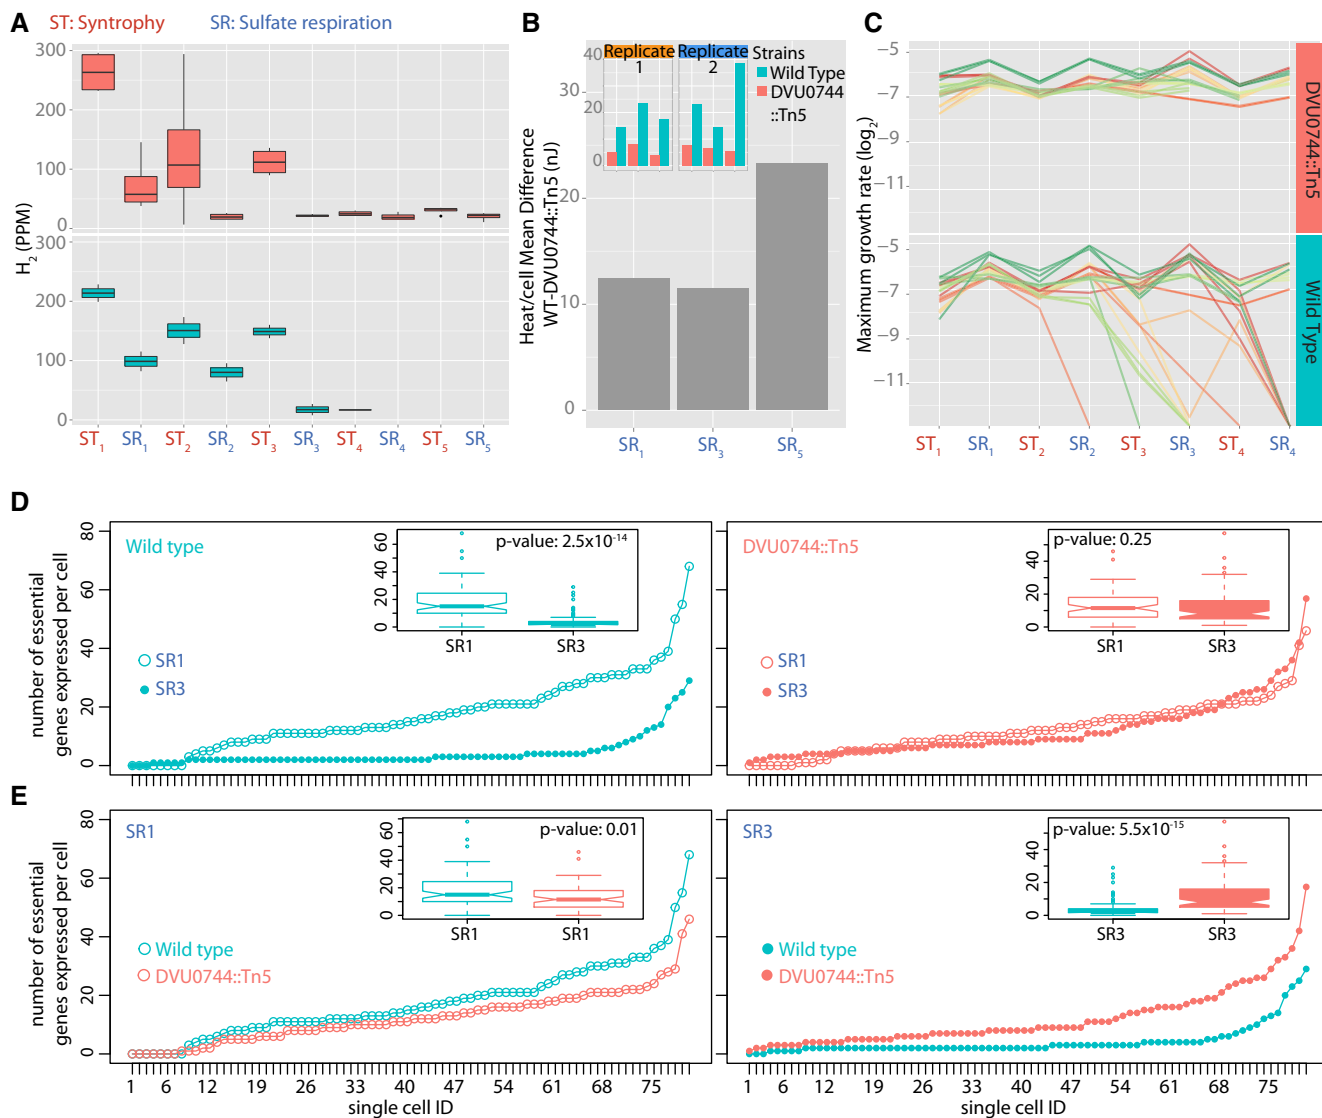 A
ST: Syntrophy
SR: Sulfate respiration
H2 (PPM)
300
200
100
0
300
200
100
0
ST1 SR1 ST2 SR2 ST3 SR3 ST4 SR4 ST5 SR5
B
Heat/cell Mean Difference
WT-DVU0744::Tn5 (nJ)
40
30
20
20
10
0
0
Replicate 1
Replicate 2
Strains
Wild Type
DVU0744
::Tn5
SR1 SR3 SR5
C
Maximum growth rate (log2)
−5
−7
−9
−11
−5
−7
−9
−11
DVU0744::Tn5
Wild Type
ST1 SR1 ST2 SR2 ST3 SR3 ST4 SR4
D
number of essential
genes expressed per cell
80
60
40
20
0
Wild type
SR1
SR3
p-value: 2.5x10-14
60
40
20
0
SR1 SR3
DVU0744::Tn5
SR1
SR3
p-value: 0.25
40
20
0
SR1 SR3
E
number of essential
genes expressed per cell
80
60
40
20
0
SR1
Wild type
DVU0744::Tn5
p-value: 0.01
60
40
20
0
SR1 SR1
1 6 12 19 26 33 40 47 54 61 68 75
single cell ID
SR3
Wild type
DVU0744::Tn5
p-value: 5.5x10-15
40
20
0
SR3 SR3
1 6 12 19 26 33 40 47 54 61 68 75
single cell ID